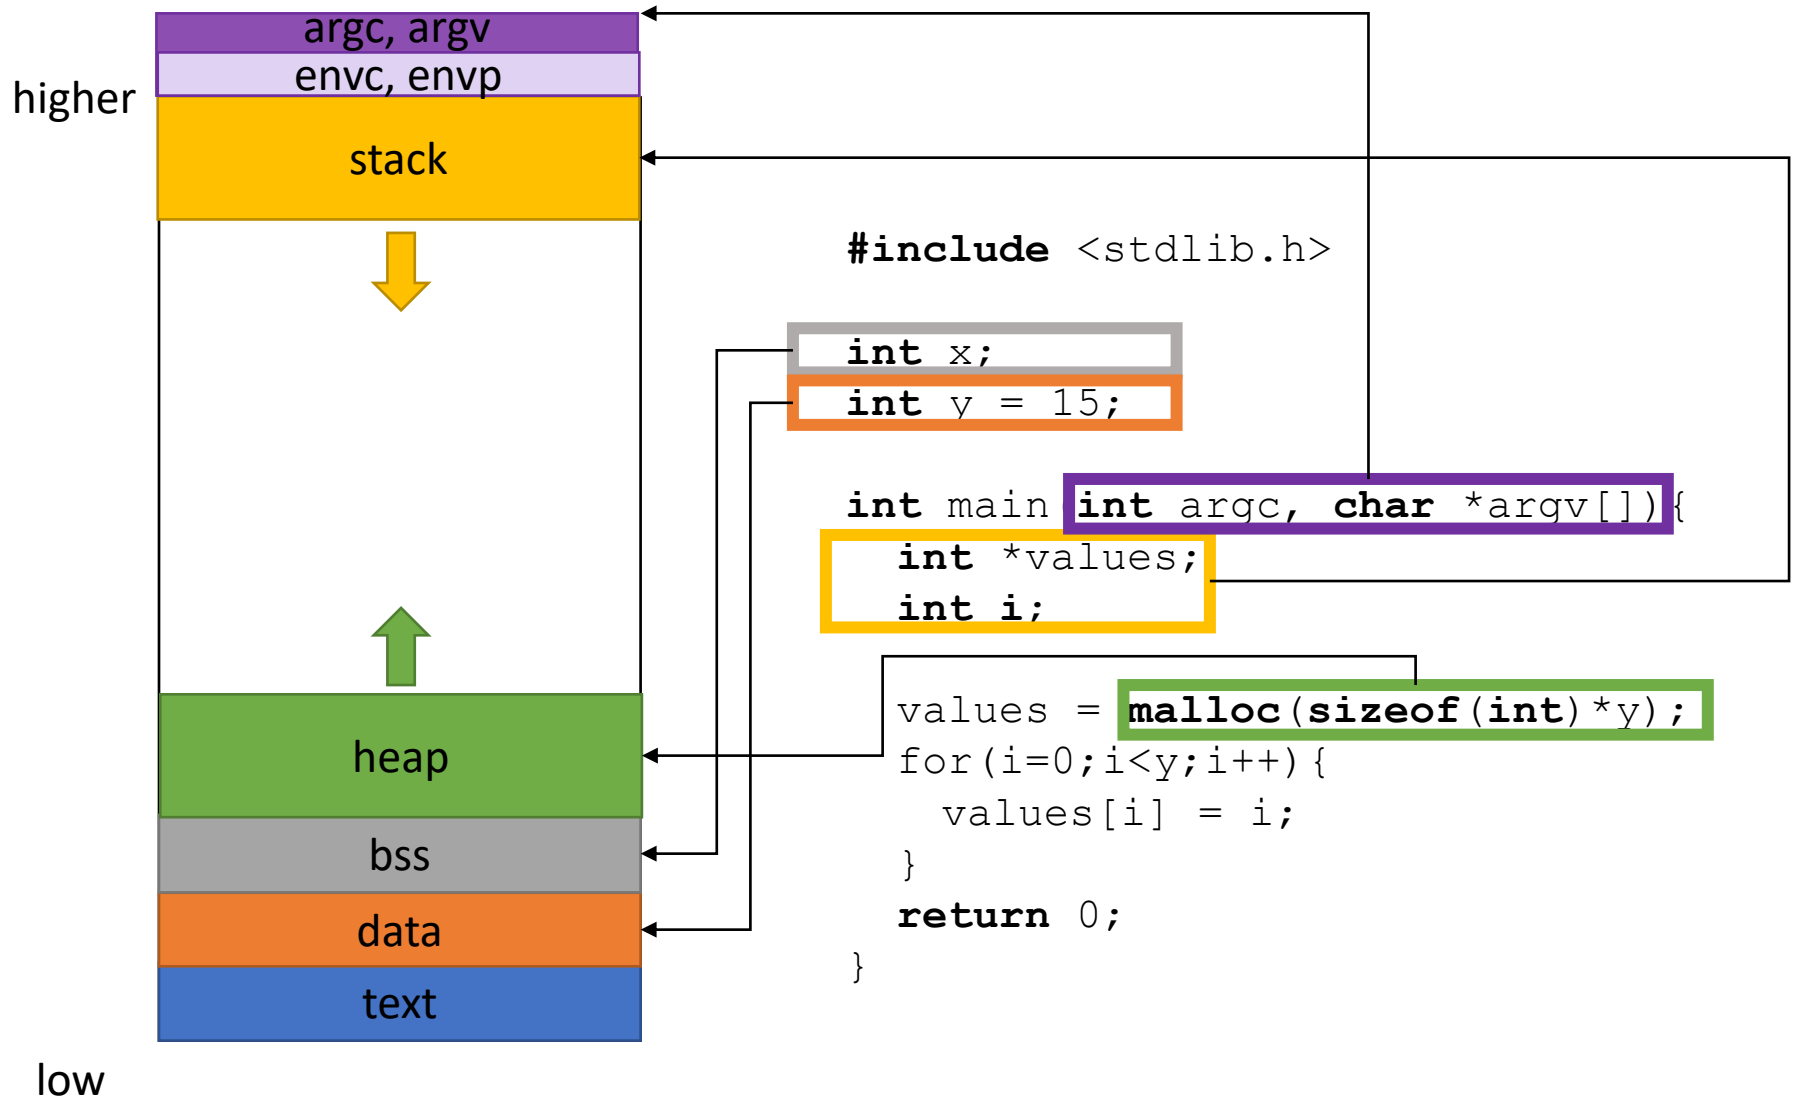 argc, argv
envc, envp
higher
stack
heap
bss
data
text
low
#include <stdlib.h>
int x;
int y = 15;
int main(int argc, char *argv[]){
int *values;
int i;
values = malloc(sizeof(int)*y);
for(i=0;i<y;i++){
values[i] = i;
}
return 0;
}